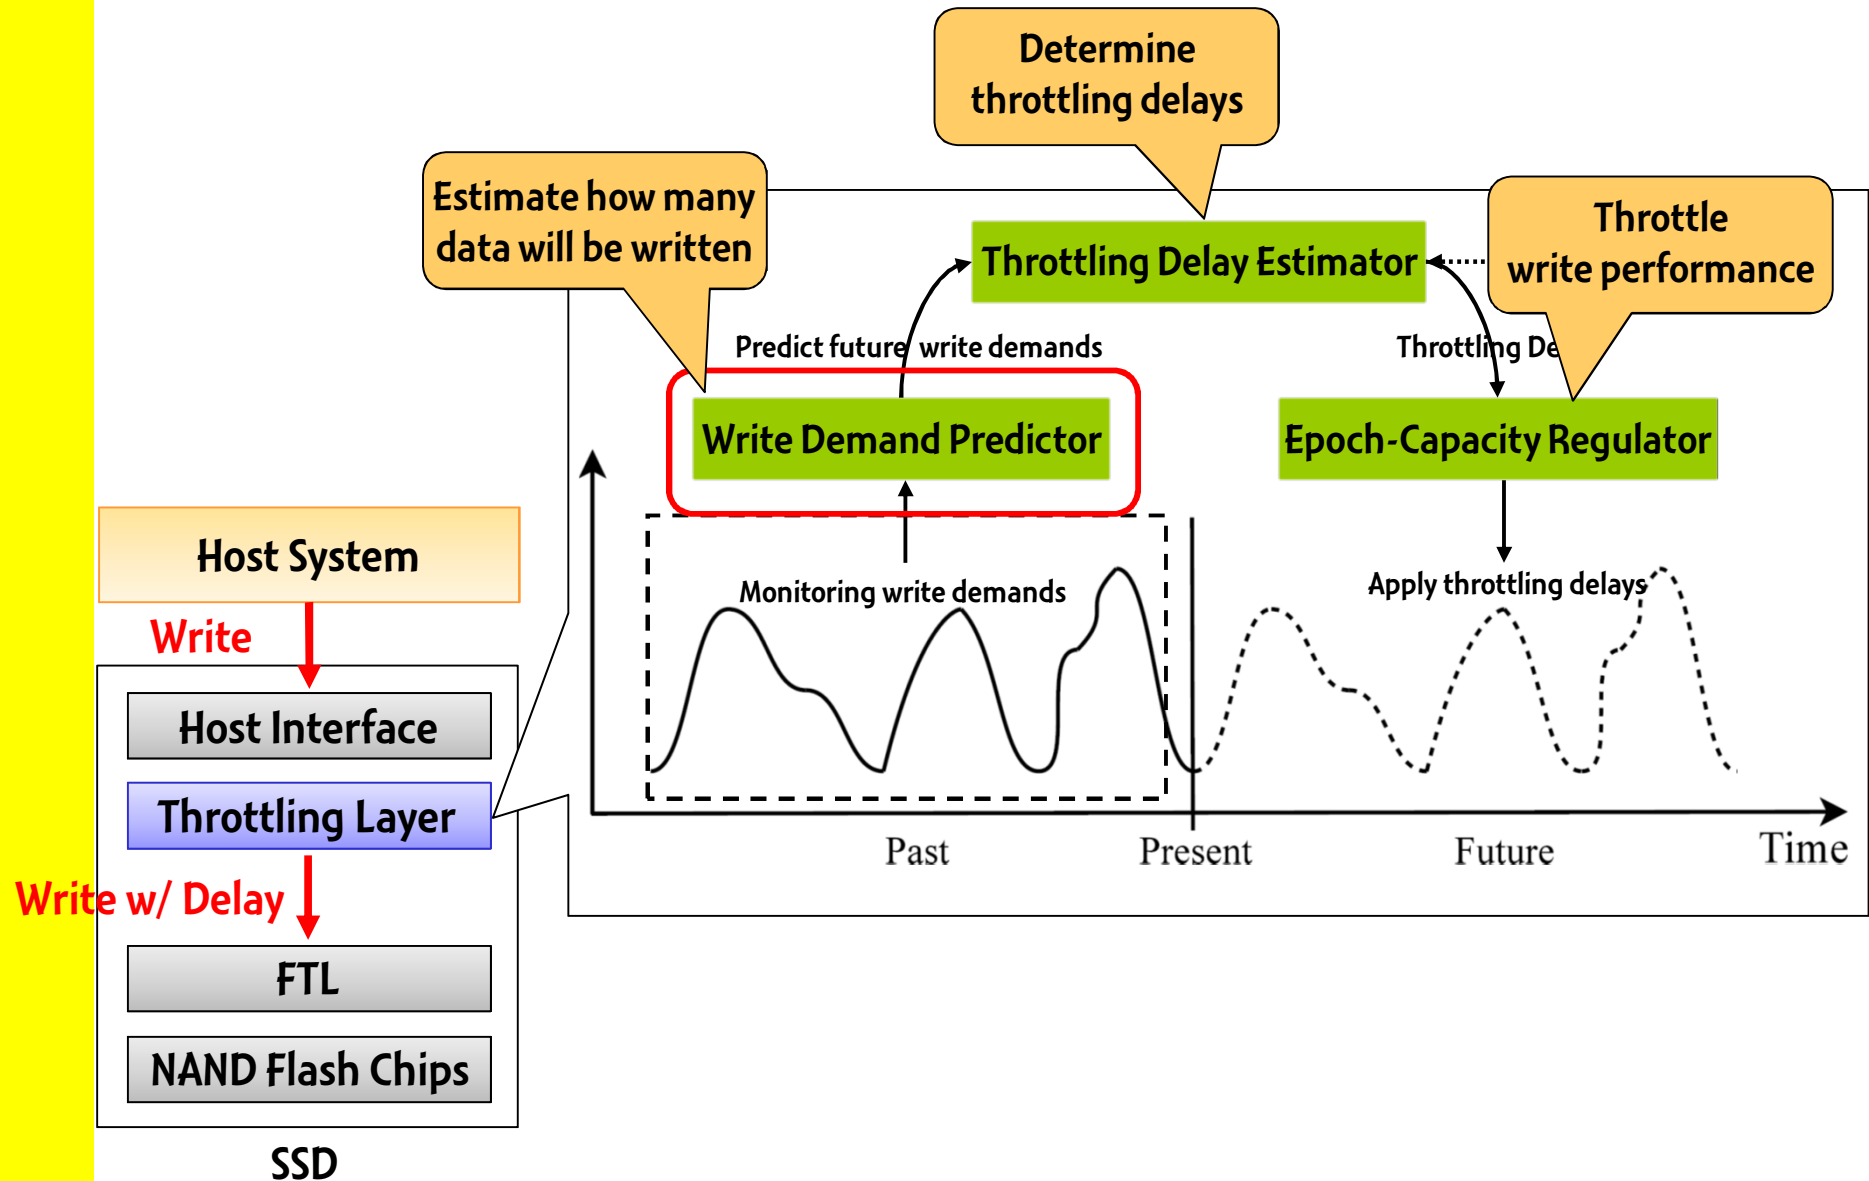 Determine
throttling delays
Estimate how many
data will be written
Throttle
write performance
Throttling Delay Estimator
Predict future write demands
Throttling De
Write Demand Predictor
Epoch-Capacity Regulator
Monitoring write demands
Apply throttling delays
Host System
Write
Host Interface
Throttling Layer
Write w/ Delay
FTL
NAND Flash Chips
SSD
Past
Present
Future
Time